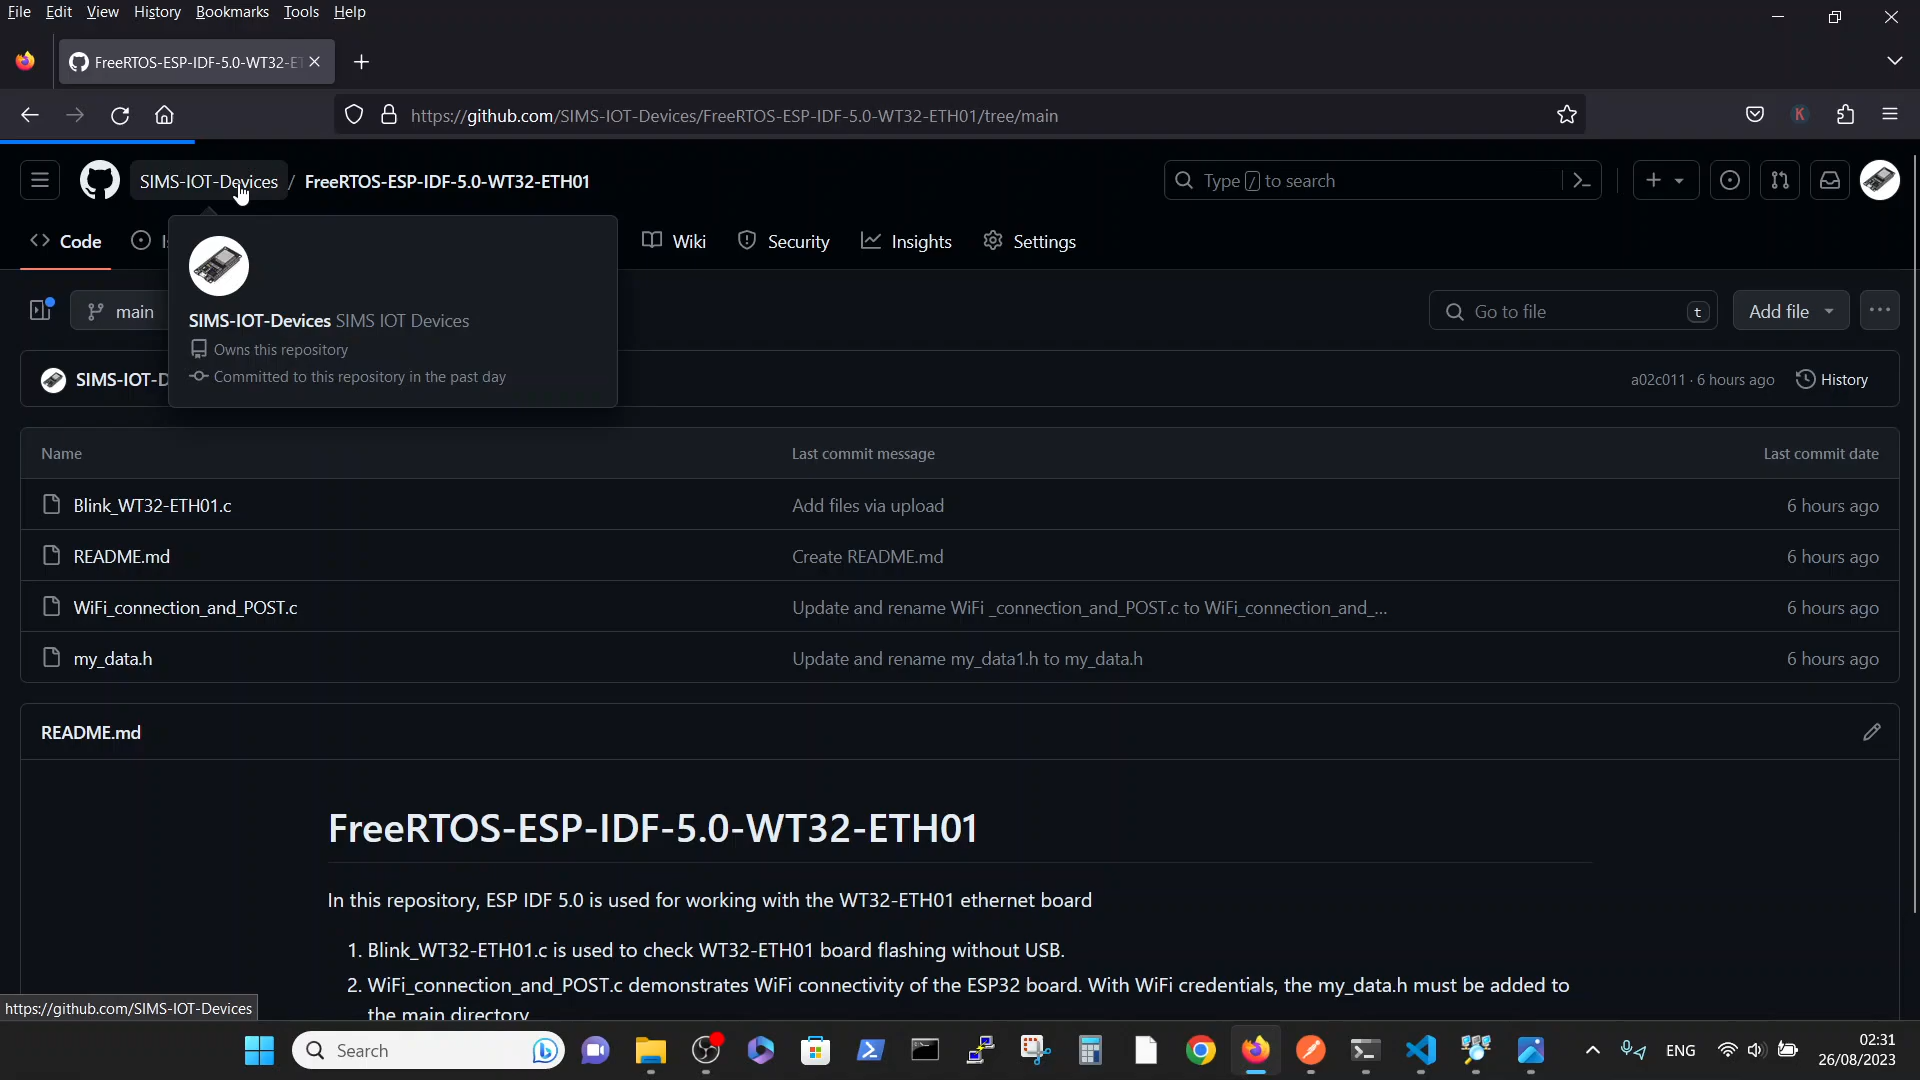 File Edit View History Bookmarks Tools Help
FreeRTOS-ESP-IDF-5.0-WT32-ET
https://github.com/SIMS-IOT-Devices/FreeRTOS-ESP-IDF-5.0-WT32-ETH01/tree/main
K
SIMS-IOT-Devices / FreeRTOS-ESP-IDF-5.0-WT32-ETH01
Type / to search
Code Wiki Security Insights Settings
SIMS-IOT-Devices SIMS IOT Devices
Owns this repository
Committed to this repository in the past day
main
Go to file t
Add file
SIMS-IOT-D
a02c011 · 6 hours ago History
Name Last commit message Last commit date
Blink_WT32-ETH01.c Add files via upload 6 hours ago
README.md Create README.md 6 hours ago
WiFi_connection_and_POST.c Update and rename WiFi _connection_and_POST.c to WiFi_connection_and_... 6 hours ago
my_data.h Update and rename my_data1.h to my_data.h 6 hours ago
README.md
FreeRTOS-ESP-IDF-5.0-WT32-ETH01
In this repository, ESP IDF 5.0 is used for working with the WT32-ETH01 ethernet board
1. Blink_WT32-ETH01.c is used to check WT32-ETH01 board flashing without USB.
2. WiFi_connection_and_POST.c demonstrates WiFi connectivity of the ESP32 board. With WiFi credentials, the my_data.h must be added to
the main directory
https://github.com/SIMS-IOT-Devices
Search
ENG
02:31
26/08/2023